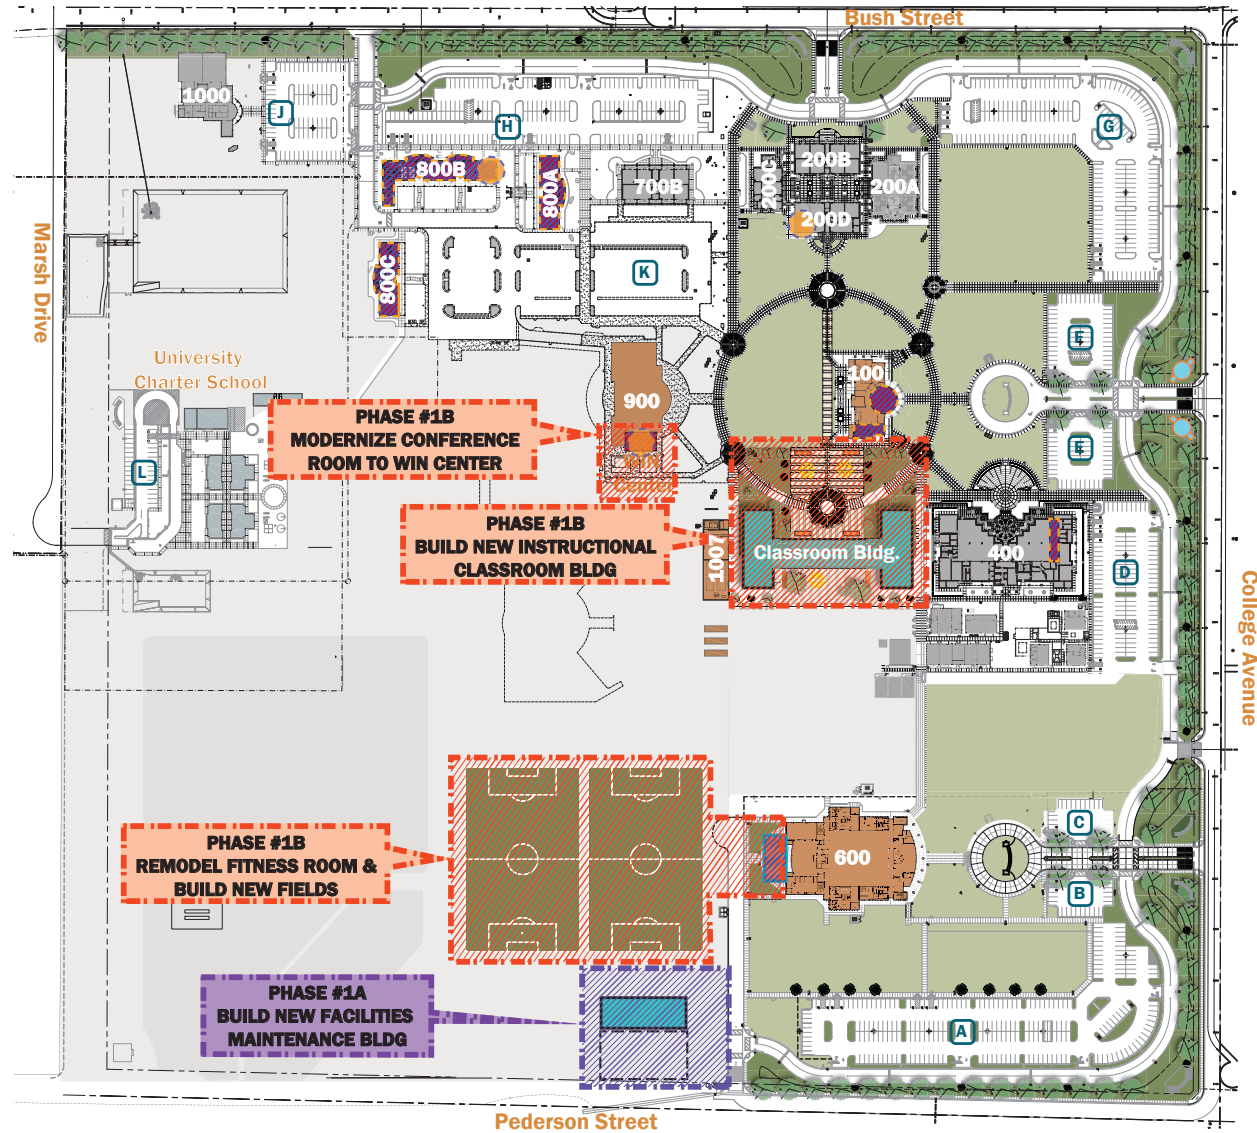 Bush Street
1000
J
H
G
800B
800A
700B
200C
200B
200A
200D
Marsh Drive
800C
K
E
University
Charter School
100
PHASE #1B
MODERNIZE CONFERENCE
ROOM TO WIN CENTER
900
E
L
PHASE #1B
BUILD NEW INSTRUCTIONAL
CLASSROOM BLDG
1007
Classroom Bldg.
400
D
College Avenue
C
PHASE #1B
REMODEL FITNESS ROOM &
BUILD NEW FIELDS
600
B
PHASE #1A
BUILD NEW FACILITIES
MAINTENANCE BLDG
A
Pederson Street